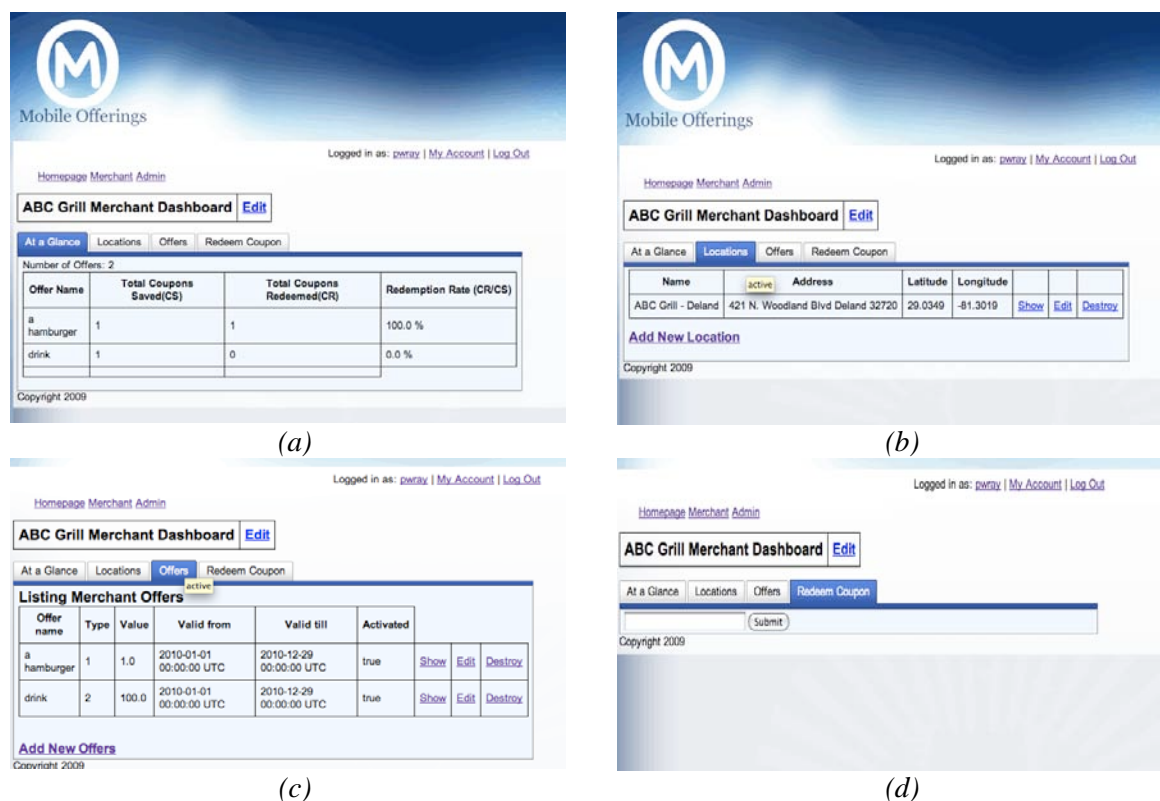 M
Mobile Offerings
Logged in as: pwray | My Account | Log Out
Homepage Merchant Admin
ABC Grill Merchant Dashboard Edit
At a Glance Locations Offers Redeem Coupon
Number of Offers: 2
Offer Name Total Coupons Saved(CS) Total Coupons Redeemed(CR) Redemption Rate (CR/CS)
a hamburger 1 1 100.0 %
drink 1 0 0.0 %
Copyright 2009
(a)
M
Mobile Offerings
Logged in as: pwray | My Account | Log Out
Homepage Merchant Admin
ABC Grill Merchant Dashboard Edit
At a Glance Locations Offers Redeem Coupon
Name Address Latitude Longitude
active
ABC Grill - Deland 421 N. Woodland Blvd Deland 32720 29.0349 -81.3019 Show Edit Destroy
Add New Location
Copyright 2009
(b)
Logged in as: pwray | My Account | Log Out
Homepage Merchant Admin
ABC Grill Merchant Dashboard Edit
At a Glance Locations Offers Redeem Coupon
active
Listing Merchant Offers
Offer name Type Value Valid from Valid till Activated
a hamburger 1 1.0 2010-01-01 00:00:00 UTC 2010-12-29 00:00:00 UTC true Show Edit Destroy
drink 2 100.0 2010-01-01 00:00:00 UTC 2010-12-29 00:00:00 UTC true Show Edit Destroy
Add New Offers
Copyright 2009
(c)
Logged in as: pwray | My Account | Log Out
Homepage Merchant Admin
ABC Grill Merchant Dashboard Edit
At a Glance Locations Offers Redeem Coupon
Submit
Copyright 2009
(d)